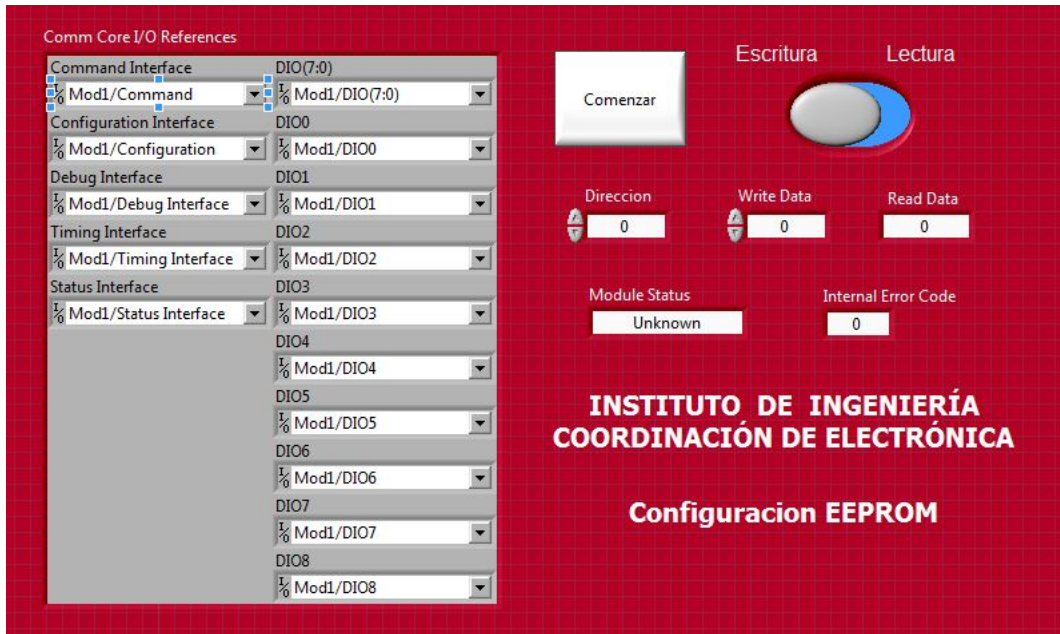 Comm Core I/O References
Command Interface
Mod1/Command
Configuration Interface
Mod1/Configuration
Debug Interface
Mod1/Debug Interface
Timing Interface
Mod1/Timing Interface
Status Interface
Mod1/Status Interface
DIO(7:0)
Mod1/DIO(7:0)
DIO0
Mod1/DIO0
DIO1
Mod1/DIO1
DIO2
Mod1/DIO2
DIO3
Mod1/DIO3
DIO4
Mod1/DIO4
DIO5
Mod1/DIO5
DIO6
Mod1/DIO6
DIO7
Mod1/DIO7
DIO8
Mod1/DIO8
Comenzar
Escritura Lectura
Direccion Write Data Read Data
0 0 0
Module Status Internal Error Code
Unknown 0
INSTITUTO DE INGENIERÍA
COORDINACIÓN DE ELECTRÓNICA
Configuracion EEPROM